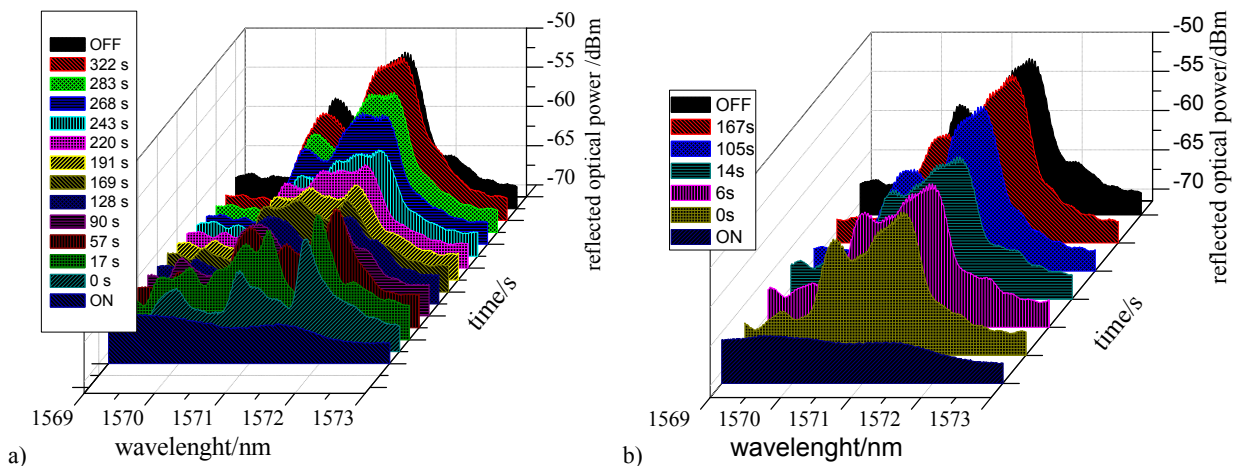 OFF
322 s
283 s
268 s
243 s
220 s
191 s
169 s
128 s
90 s
57 s
17 s
0 s
ON
-50
-55
-60
-65
-70
reflected optical power /dBm
time/s
1569
1570
1571
1572
1573
wavelenght/nm
a)
OFF
167s
105s
14s
6s
0s
ON
-50
-55
-60
-65
-70
reflected optical power/dBm
time/s
1569
1570
1571
1572
1573
wavelenght/nm
b)